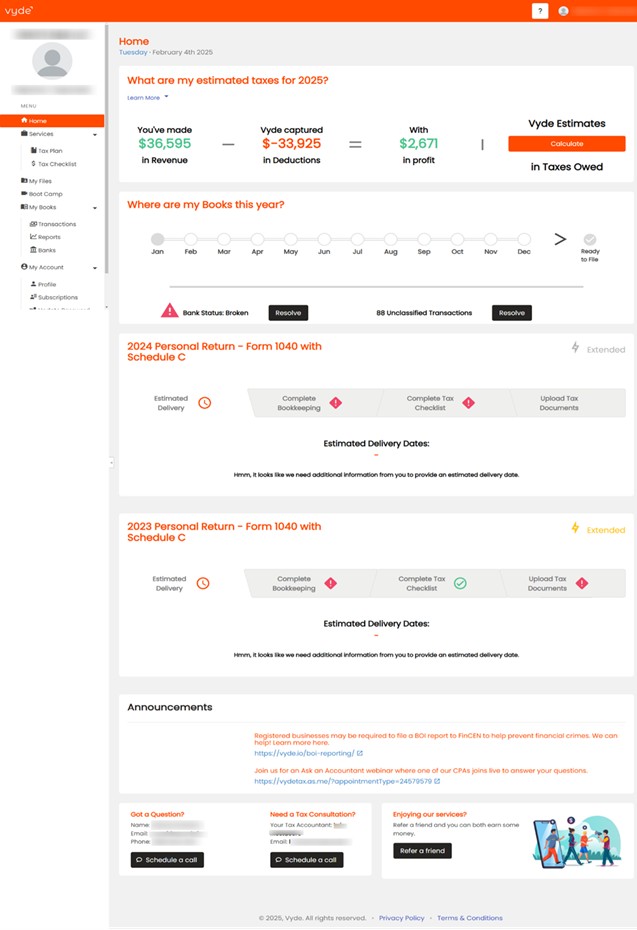 vyde
?
Home
Tuesday - February 4th 2025
MENU
Home
Services
Tax Plan
Tax Checklist
My Files
Boot Camp
My Books
Transactions
Reports
Banks
My Account
Profile
Subscriptions
What are my estimated taxes for 2025?
Learn More
You've made
$36,595
in Revenue
—
Vyde captured
$-33,925
in Deductions
=
With
$2,671
in profit
|
Vyde Estimates
Calculate
in Taxes Owed
Where are my Books this year?
Jan Feb Mar Apr May Jun Jul Aug Sep Oct Nov Dec
>
Ready
to File
Bank Status: Broken Resolve 88 Unclassified Transactions Resolve
2024 Personal Return - Form 1040 with
Schedule C
Extended
Estimated
Delivery
Complete
Bookkeeping
Complete Tax
Checklist
Upload Tax
Documents
Estimated Delivery Dates:
-
Hmm, it looks like we need additional information from you to provide an estimated delivery date.
2023 Personal Return - Form 1040 with
Schedule C
Extended
Estimated
Delivery
Complete
Bookkeeping
Complete Tax
Checklist
Upload Tax
Documents
Estimated Delivery Dates:
-
Hmm, it looks like we need additional information from you to provide an estimated delivery date.
Announcements
Registered businesses may be required to file a BOI report to FinCEN to help prevent financial crimes. We can
help! Learn more here.
https://vyde.io/boi-reporting/
Join us for an Ask an Accountant webinar where one of our CPAs joins live to answer your questions.
https://vydetax.as.me/?appointmentType=24579579
Got a Question?
Name:
Email:
Phone:
Schedule a call
Need a Tax Consultation?
Your Tax Accountant:
Email:
Schedule a call
Enjoying our services?
Refer a friend and you can both earn some
money.
Refer a friend
© 2025, Vyde. All rights reserved. • Privacy Policy • Terms & Conditions